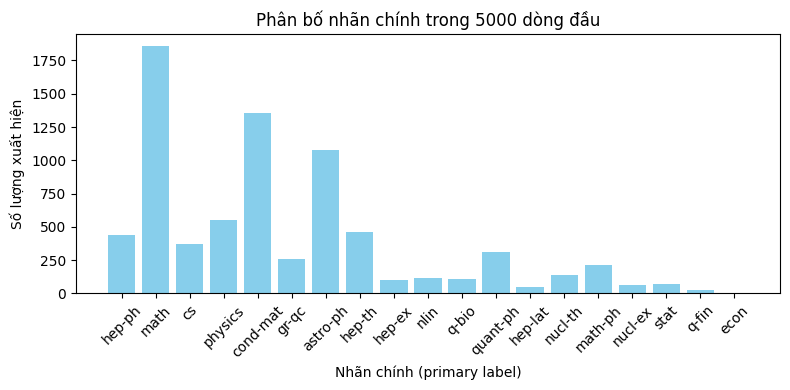 Phân bố nhãn chính trong 5000 dòng đầu
Số lượng xuất hiện
1750
1500
1250
1000
750
500
250
0
hep-ph
math
cs
physics
cond-mat
gr-qc
astro-ph
hep-th
hep-ex
nlin
q-bio
quant-ph
hep-lat
nucl-th
math-ph
nucl-ex
stat
q-fin
econ
Nhãn chính (primary label)